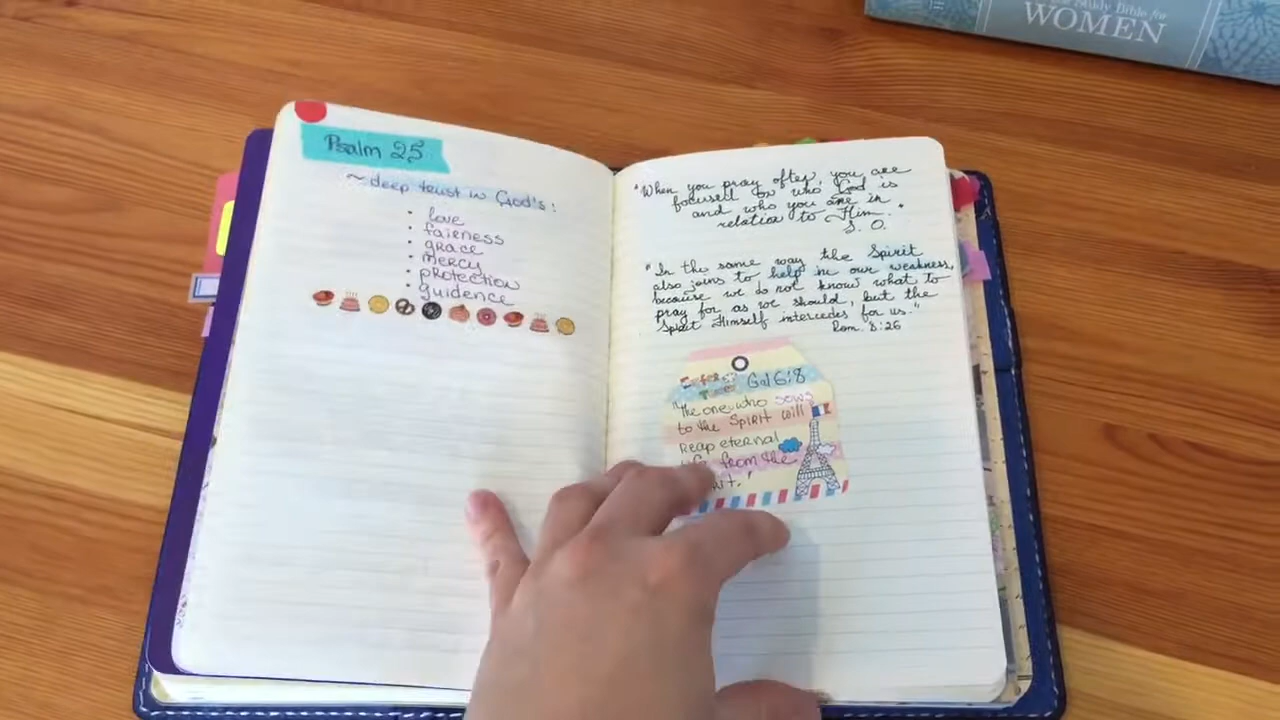 Study Bible for
WOMEN
Psalm 25
~deep trust in God's:
• love
• fairness
• grace
• mercy
• protection
• guidence
"When you pray often, you are
focused on who God is
and who you are in
relation to Him."
S. O.
"In the same way the Spirit
also joins to help in our weakness,
because we do not know what to
pray for as we should, but the
Spirit Himself intercedes for us."
Rom. 8:26
Gal 6:8
"The one who sows
to the Spirit will
reap eternal
from the